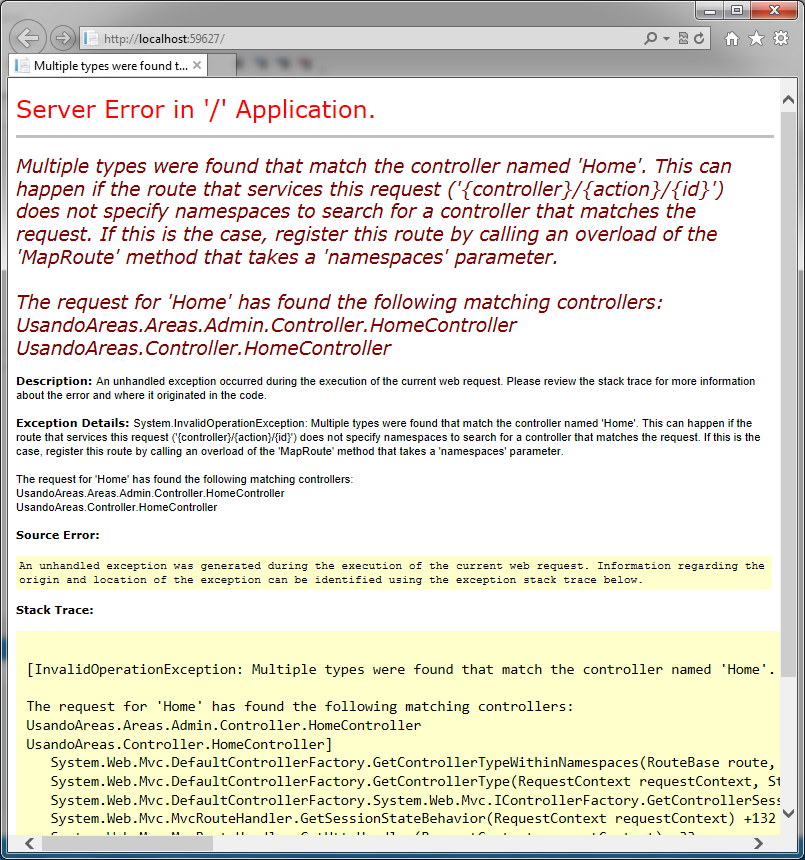 http://localhost:59627/
Multiple types were found t...
Server Error in '/' Application.
Multiple types were found that match the controller named 'Home'. This can
happen if the route that services this request ('{controller}/{action}/{id}')
does not specify namespaces to search for a controller that matches the
request. If this is the case, register this route by calling an overload of the
'MapRoute' method that takes a 'namespaces' parameter.
The request for 'Home' has found the following matching controllers:
UsandoAreas.Areas.Admin.Controller.HomeController
UsandoAreas.Controller.HomeController
Description: An unhandled exception occurred during the execution of the current web request. Please review the stack trace for more information
about the error and where it originated in the code.
Exception Details: System.InvalidOperationException: Multiple types were found that match the controller named 'Home'. This can happen if the
route that services this request ('{controller}/{action}/{id}') does not specify namespaces to search for a controller that matches the request. If this is the
case, register this route by calling an overload of the 'MapRoute' method that takes a 'namespaces' parameter.
The request for 'Home' has found the following matching controllers:
UsandoAreas.Areas.Admin.Controller.HomeController
UsandoAreas.Controller.HomeController
Source Error:
An unhandled exception was generated during the execution of the current web request. Information regarding the
origin and location of the exception can be identified using the exception stack trace below.
Stack Trace:
[InvalidOperationException: Multiple types were found that match the controller named 'Home'.
The request for 'Home' has found the following matching controllers:
UsandoAreas.Areas.Admin.Controller.HomeController
UsandoAreas.Controller.HomeController]
System.Web.Mvc.DefaultControllerFactory.GetControllerTypeWithinNamespaces(RouteBase route,
System.Web.Mvc.DefaultControllerFactory.GetControllerType(RequestContext requestContext, St
System.Web.Mvc.DefaultControllerFactory.System.Web.Mvc.IControllerFactory.GetControllerSess
System.Web.Mvc.MvcRouteHandler.GetSessionStateBehavior(RequestContext requestContext) +132